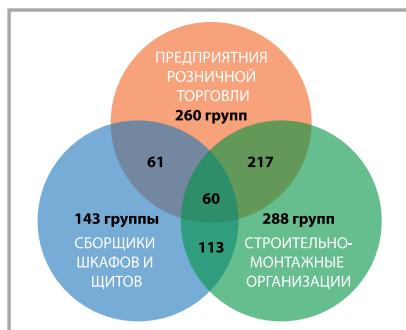 ПРЕДПРИЯТНИЯ
РОЗНИЧНОЙ
ТОРГОВЛИ
260 групп
61
217
60
143 группы
288 групп
СБОРЩИКИ
ШКАФОВ И
ЩИТОВ
113
СТРОИТЕЛЬНО-
МОНТАЖНЫЕ
ОРГАНИЗАЦИИ